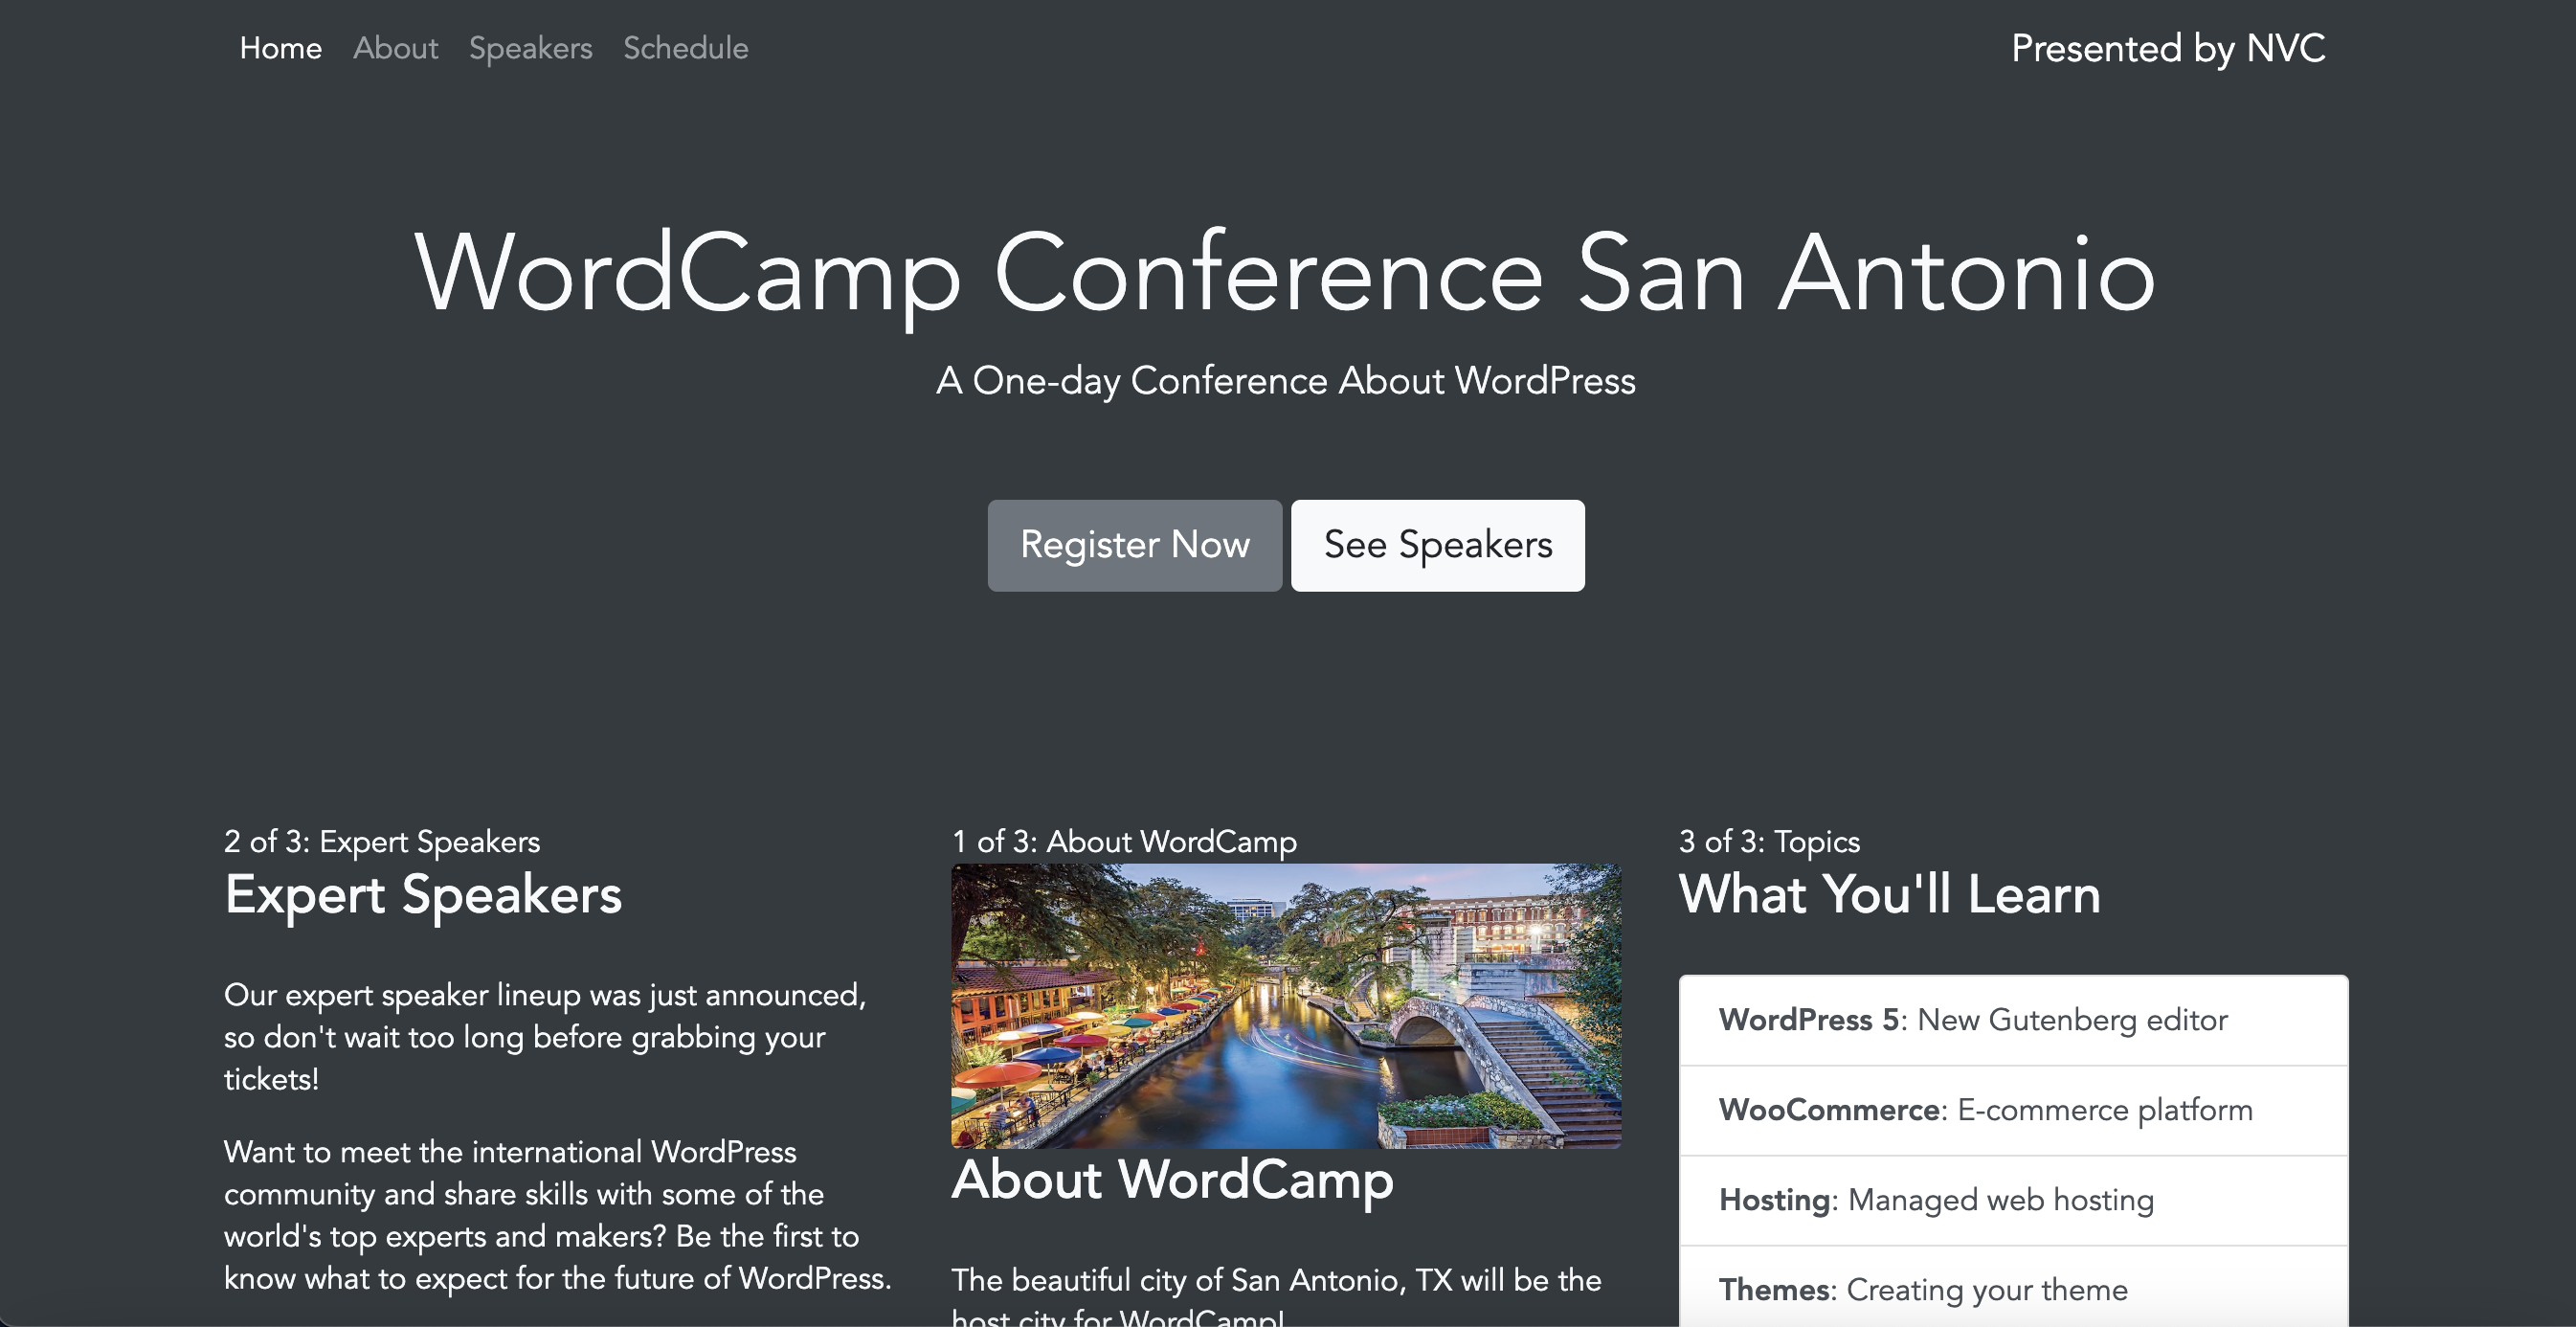 Home About Speakers Schedule
Presented by NVC
WordCamp Conference San Antonio
A One-day Conference About WordPress
Register Now
See Speakers
2 of 3: Expert Speakers
Expert Speakers
Our expert speaker lineup was just announced,
so don't wait too long before grabbing your
tickets!
Want to meet the international WordPress
community and share skills with some of the
world's top experts and makers? Be the first to
know what to expect for the future of WordPress.
1 of 3: About WordCamp
About WordCamp
The beautiful city of San Antonio, TX will be the
host city for WordCamp!
3 of 3: Topics
What You'll Learn
WordPress 5: New Gutenberg editor
WooCommerce: E-commerce platform
Hosting: Managed web hosting
Themes: Creating your theme